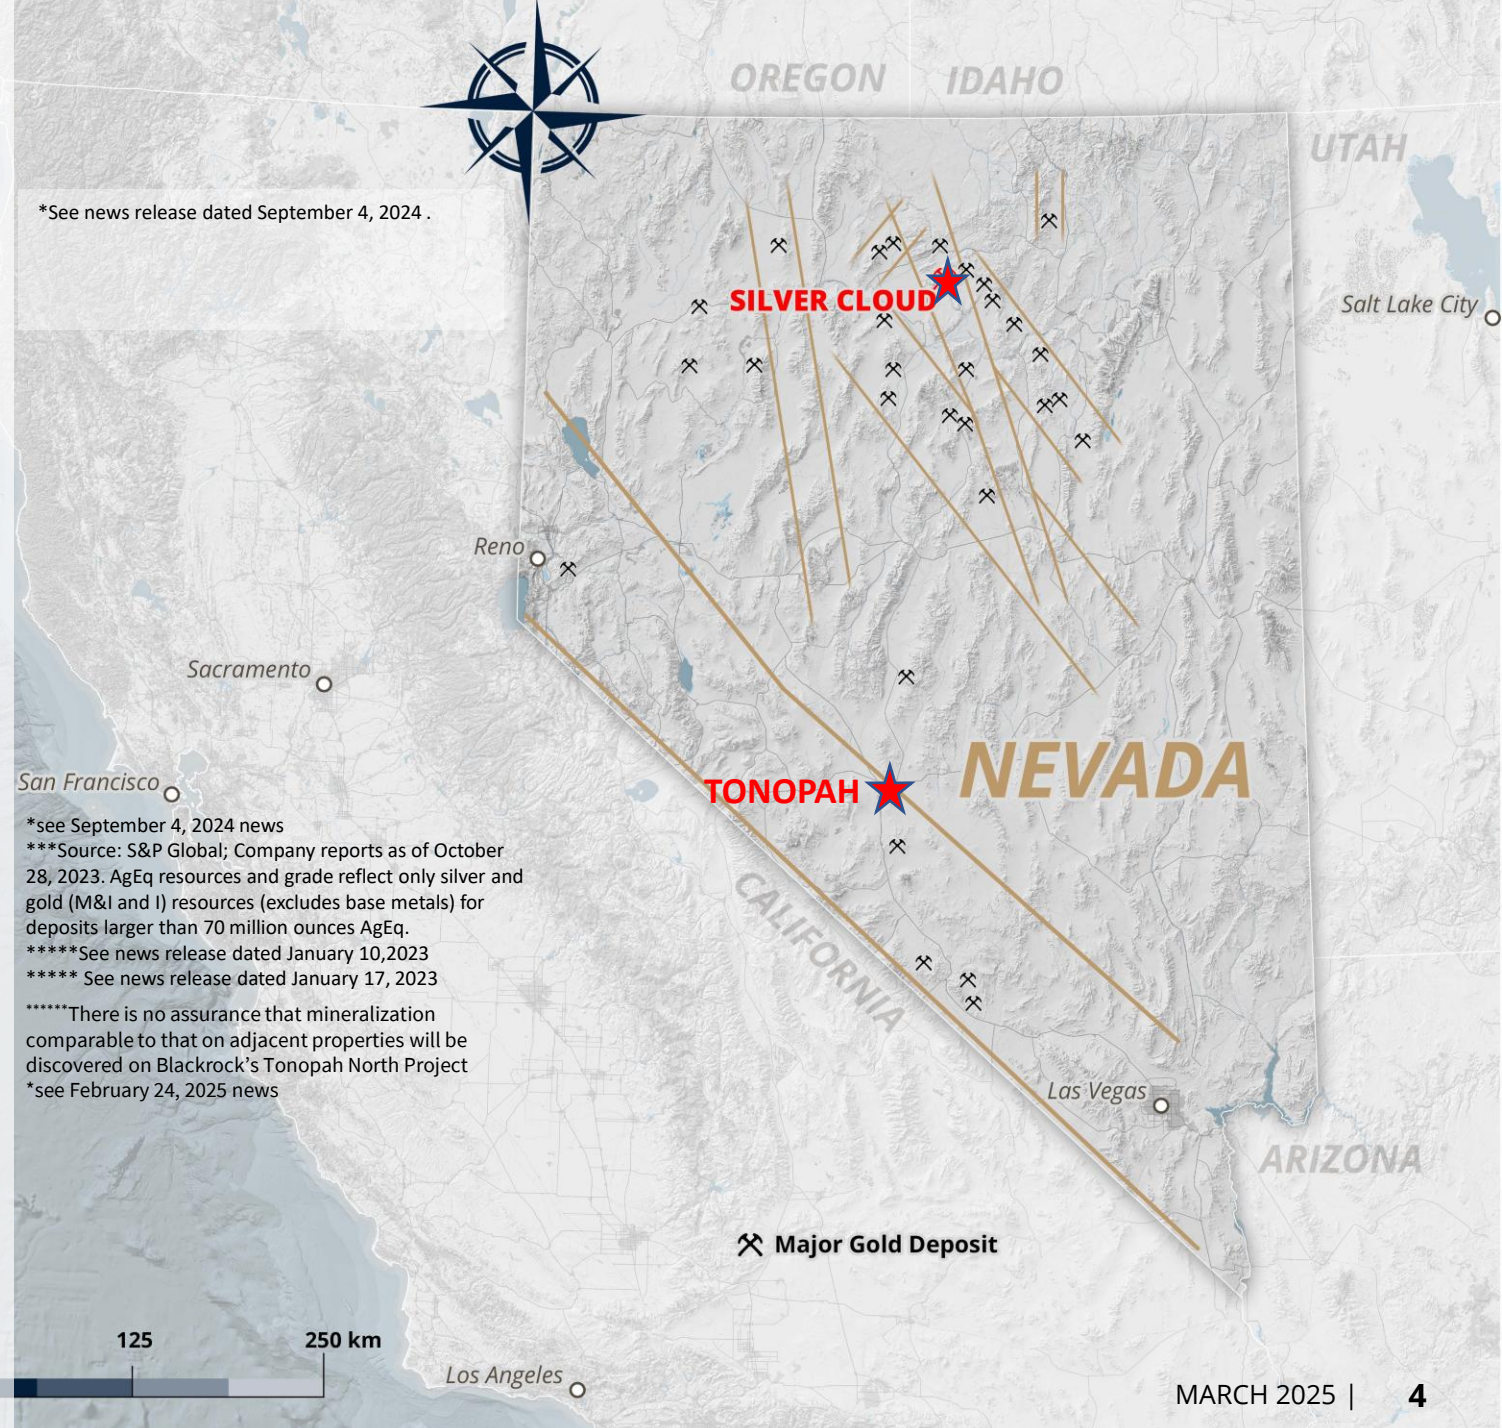 OREGON
IDAHO
UTAH
*See news release dated September 4, 2024 .
SILVER CLOUD
Salt Lake City
Reno
Sacramento
NEVADA
San Francisco
TONOPAH
*see September 4, 2024 news
***Source: S&P Global; Company reports as of October
28, 2023. AgEq resources and grade reflect only silver and
gold (M&I and I) resources (excludes base metals) for
deposits larger than 70 million ounces AgEq.
*****See news release dated January 10,2023
***** See news release dated January 17, 2023
******There is no assurance that mineralization
comparable to that on adjacent properties will be
discovered on Blackrock’s Tonopah North Project
*see February 24, 2025 news
CALIFORNIA
Las Vegas
ARIZONA
Major Gold Deposit
125
250 km
Los Angeles
MARCH 2025 | 4